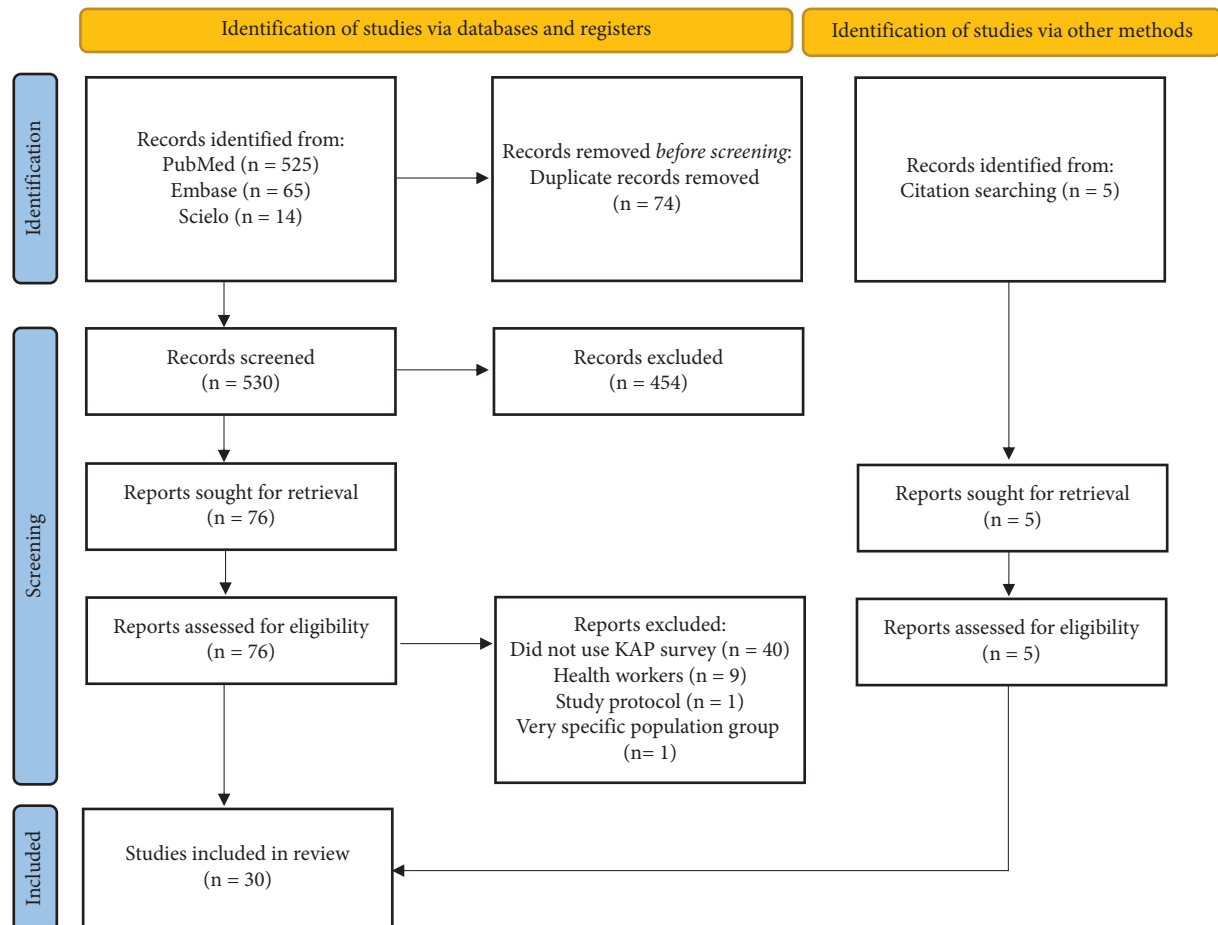 Identification of studies via databases and registers
Identification of studies via other methods
Identification
Records identified from:
PubMed (n = 525)
Embase (n = 65)
Scielo (n = 14)
Records removed before screening:
Duplicate records removed
(n = 74)
Records identified from:
Citation searching (n = 5)
Screening
Records screened
(n = 530)
Records excluded
(n = 454)
Reports sought for retrieval
(n = 76)
Reports sought for retrieval
(n = 5)
Reports assessed for eligibility
(n = 76)
Reports excluded:
Did not use KAP survey (n = 40)
Health workers (n = 9)
Study protocol (n = 1)
Very specific population group
(n= 1)
Reports assessed for eligibility
(n = 5)
Included
Studies included in review
(n = 30)